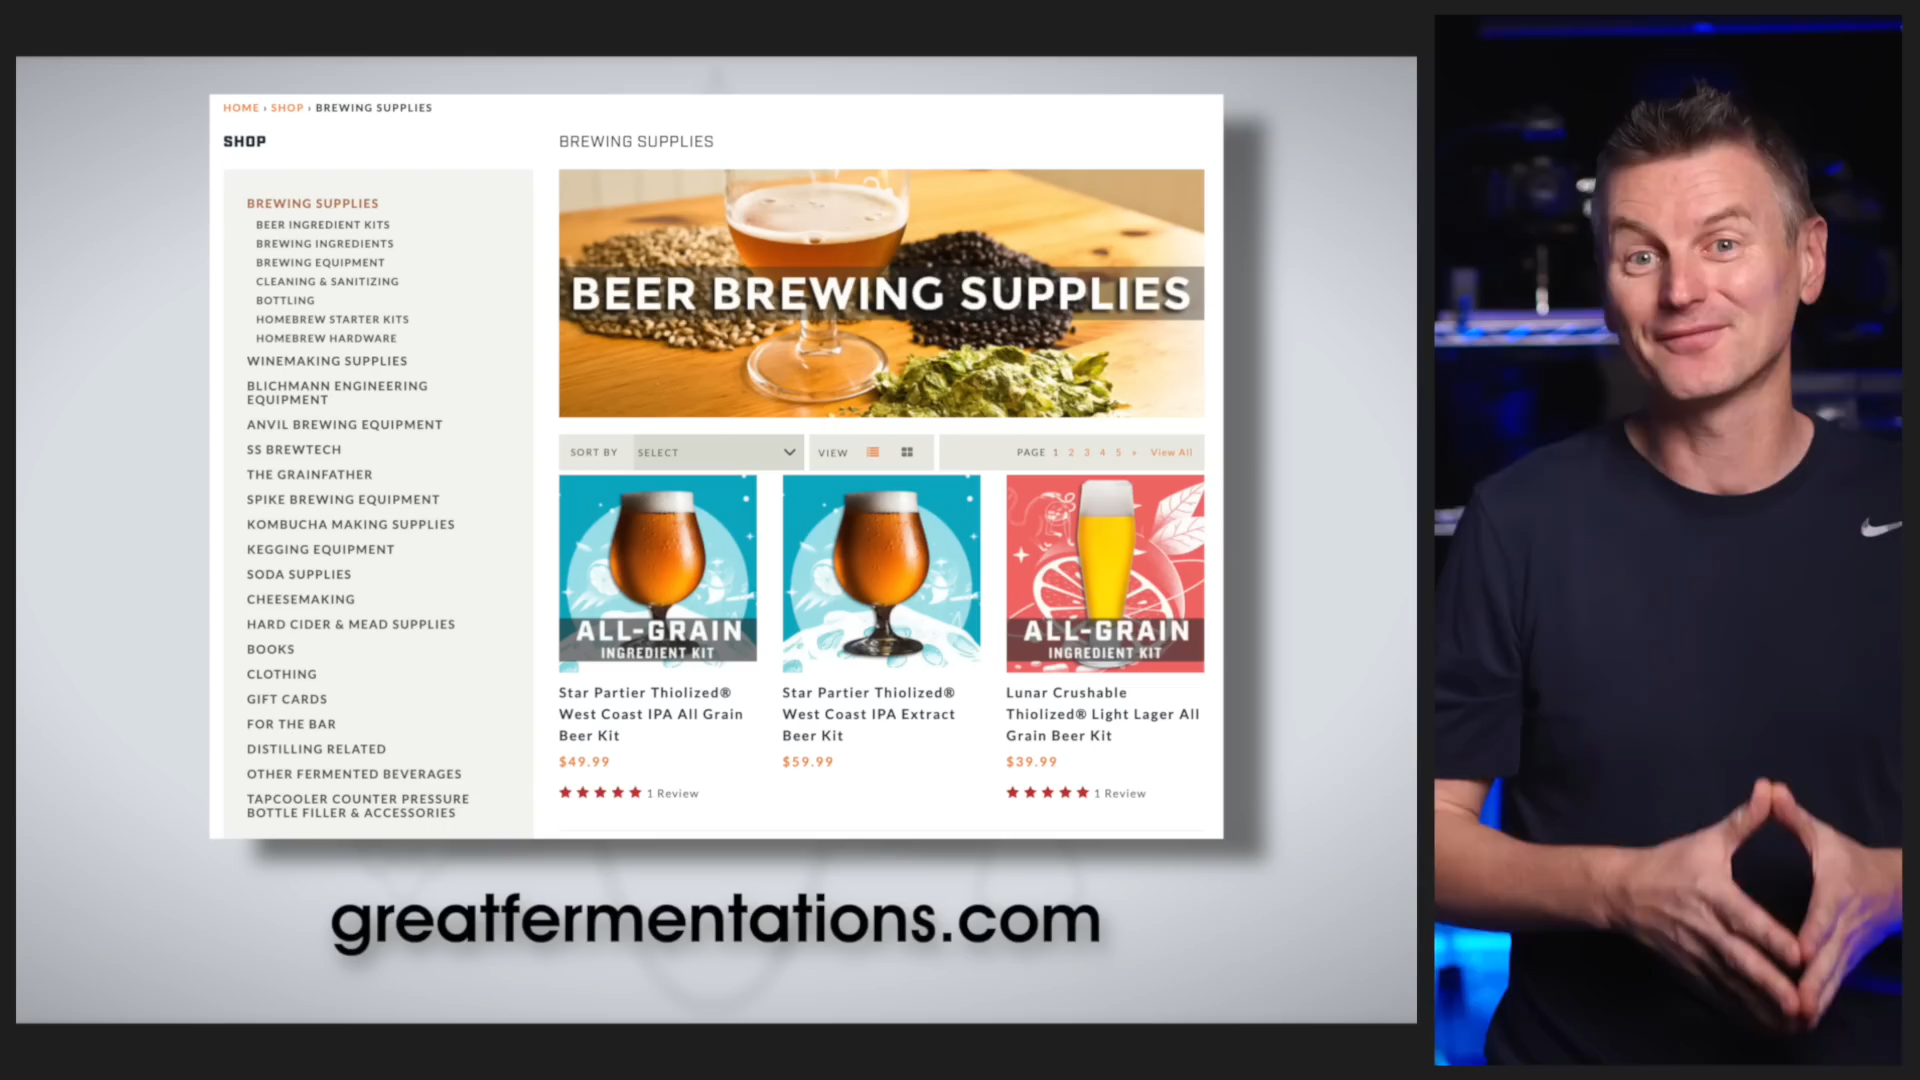 HOME › SHOP › BREWING SUPPLIES
SHOP
BREWING SUPPLIES
BEER INGREDIENT KITS
BREWING INGREDIENTS
BREWING EQUIPMENT
CLEANING & SANITIZING
BOTTLING
HOMEBREW STARTER KITS
HOMEBREW HARDWARE
WINEMAKING SUPPLIES
BLICHMANN ENGINEERING
EQUIPMENT
ANVIL BREWING EQUIPMENT
SS BREWTECH
THE GRAINFATHER
SPIKE BREWING EQUIPMENT
KOMBUCHA MAKING SUPPLIES
KEGGING EQUIPMENT
SODA SUPPLIES
CHEESEMAKING
HARD CIDER & MEAD SUPPLIES
BOOKS
CLOTHING
GIFT CARDS
FOR THE BAR
DISTILLING RELATED
OTHER FERMENTED BEVERAGES
TAPCOOLER COUNTER PRESSURE
BOTTLE FILLER & ACCESSORIES
BREWING SUPPLIES
BEER BREWING SUPPLIES
SORT BY SELECT VIEW PAGE 1 2 3 4 5 » View All
ALL-GRAIN
INGREDIENT KIT
Star Partier Thiolized®
West Coast IPA All Grain
Beer Kit
$49.99
1 Review
Star Partier Thiolized®
West Coast IPA Extract
Beer Kit
$59.99
ALL-GRAIN
INGREDIENT KIT
Lunar Crushable
Thiolized® Light Lager All
Grain Beer Kit
$39.99
1 Review
greatfermentations.com